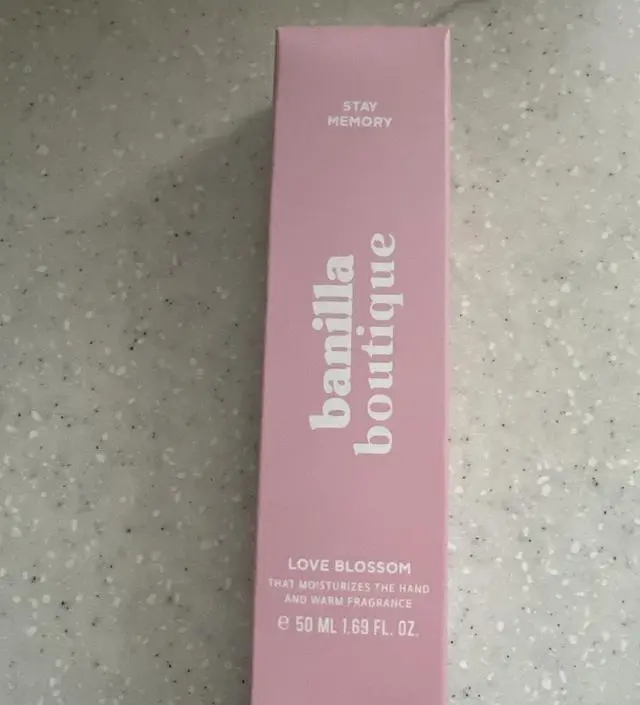 STAY
MEMORY
banilla
boutique
LOVE BLOSSOM
THAT MOISTURIZES THE HAND
AND WARM FRAGRANCE
℮ 50 ML 1.69 FL. OZ.